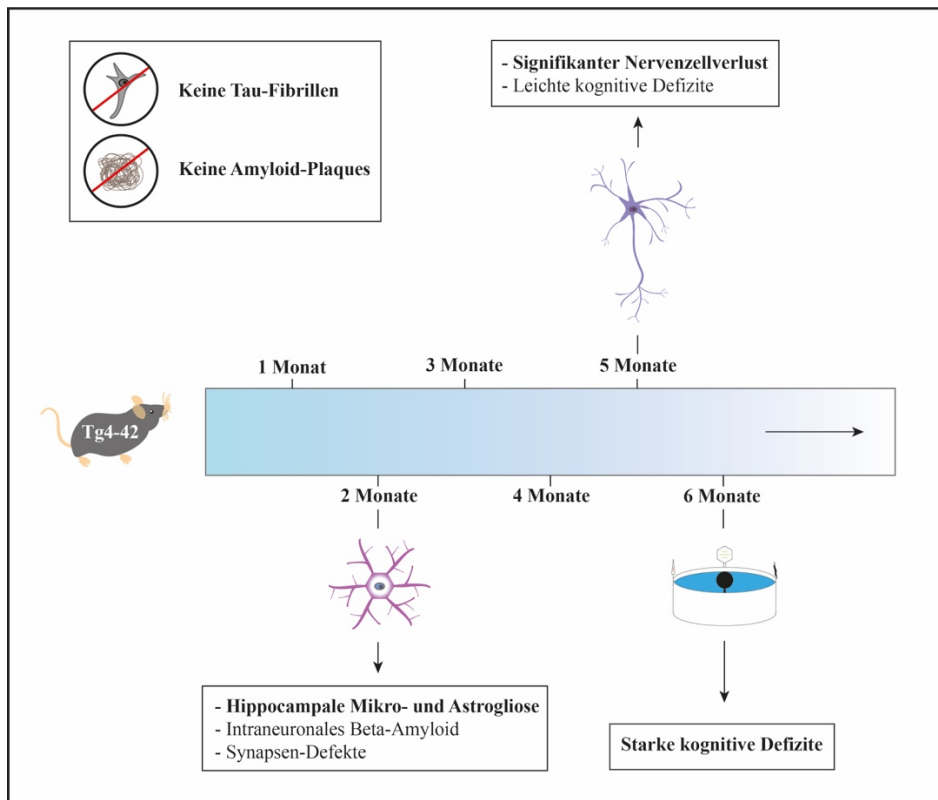 Keine Tau-Fibrillen
Keine Amyloid-Plaques
- Signifikanter Nervenzellverlust
- Leichte kognitive Defizite
1 Monat
3 Monate
5 Monate
Tg4-42
2 Monate
4 Monate
6 Monate
- Hippocampale Mikro- und Astrogliose
- Intraneuronales Beta-Amyloid
- Synapsen-Defekte
Starke kognitive Defizite